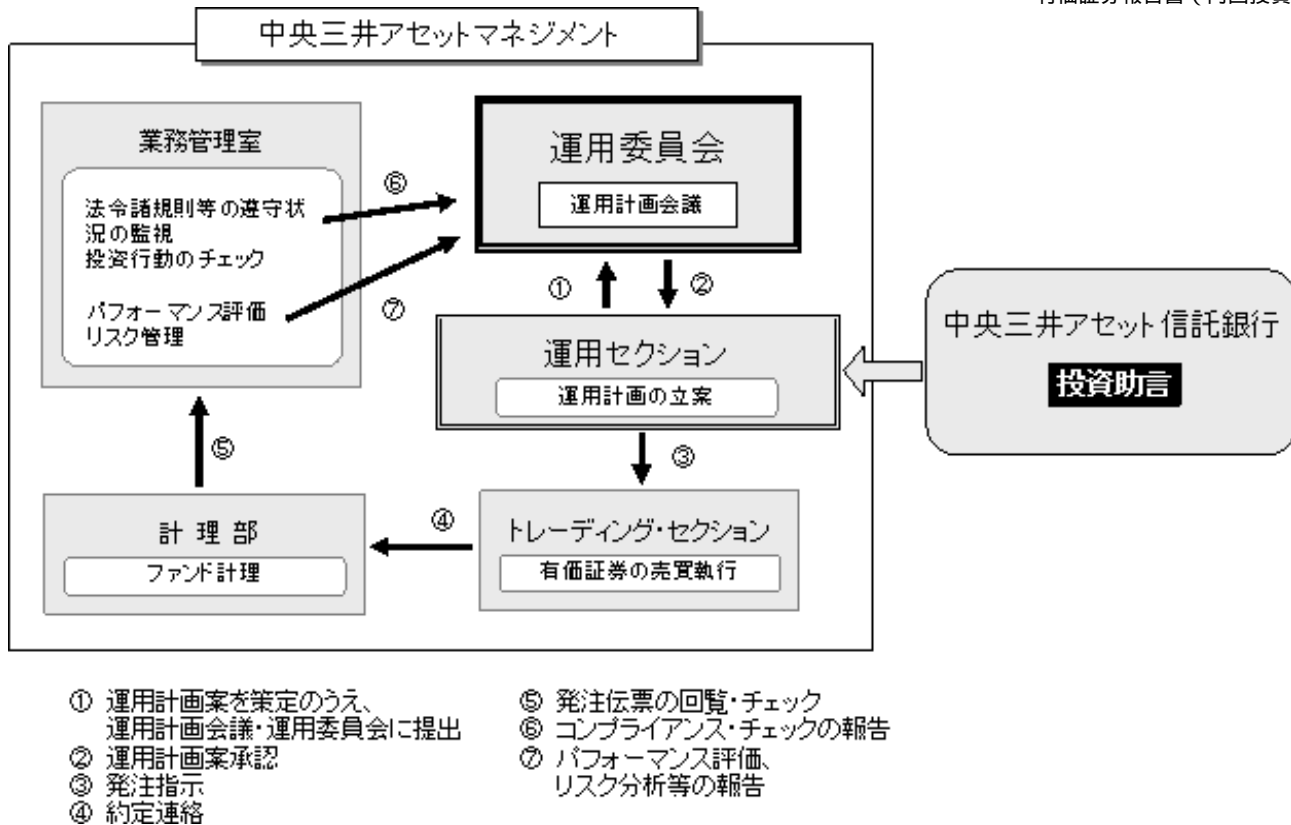 有価証券報告書（内国投資
中央三井アセットマネジメント
業務管理室
法令諸規則等の遵守状
況の監視
投資行動のチェック
パフォーマンス評価
リスク管理
⑥
⑦
運用委員会
運用計画会議
①
②
運用セクション
運用計画の立案
中央三井アセット信託銀行
投資助言
⑤
③
計理部
ファンド計理
④
トレーディング・セクション
有価証券の売買執行
① 運用計画案を策定のうえ、
運用計画会議・運用委員会に提出
② 運用計画案承認
③ 発注指示
④ 約定連絡
⑤ 発注伝票の回覧・チェック
⑥ コンプライアンス・チェックの報告
⑦ パフォーマンス評価、
リスク分析等の報告